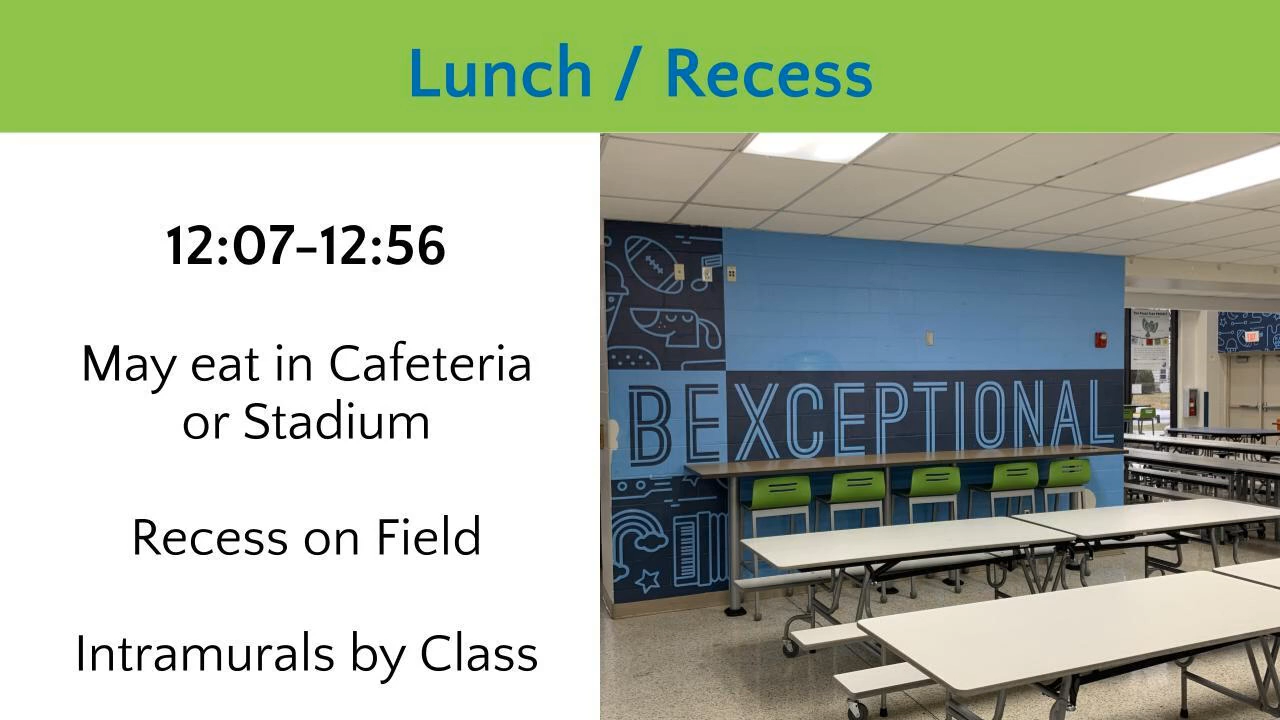 Lunch / Recess
12:07-12:56
May eat in Cafeteria
or Stadium
Recess on Field
Intramurals by Class
BEXCEPTIONAL
EXIT